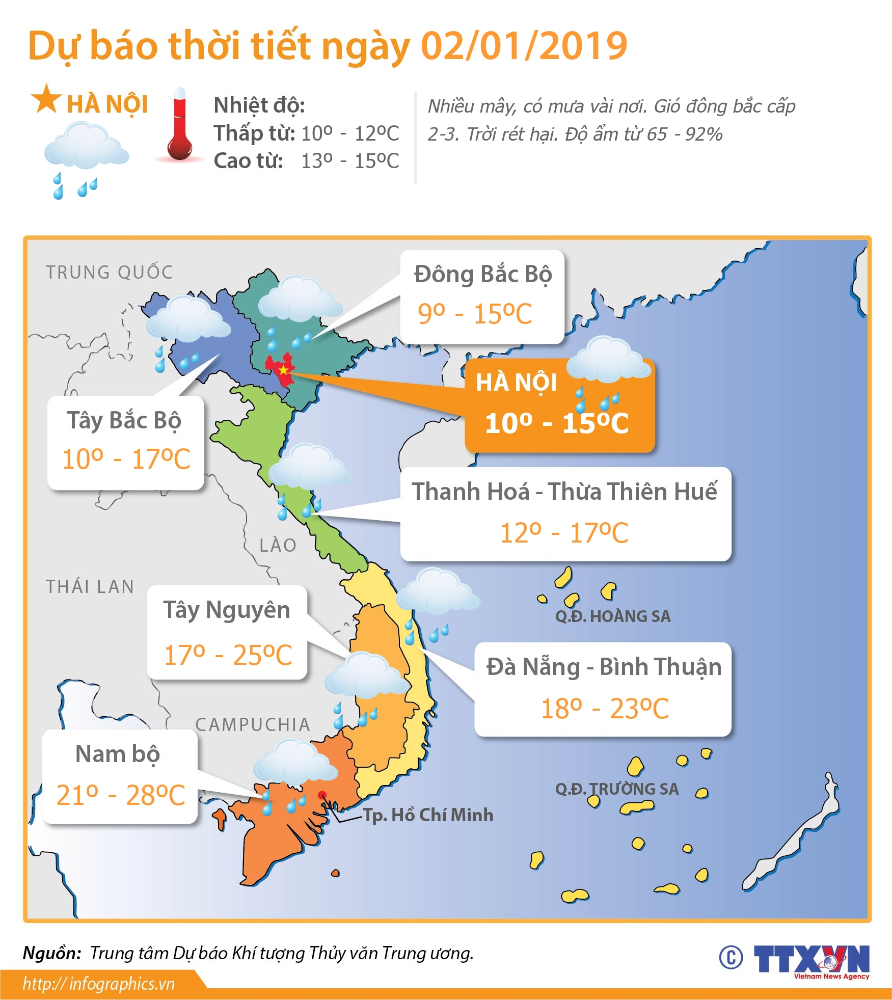 Dự báo thời tiết ngày 02/01/2019
HÀ NỘI
Nhiệt độ:
Thấp từ: 10º - 12ºC
Cao từ: 13º - 15ºC
Nhiều mây, có mưa vài nơi. Gió đông bắc cấp
2-3. Trời rét hại. Độ ẩm từ 65 - 92%
TRUNG QUỐC
Đông Bắc Bộ
9º - 15ºC
HÀ NỘI
10º - 15ºC
Tây Bắc Bộ
10º - 17ºC
Thanh Hoá - Thừa Thiên Huế
12º - 17ºC
LÀO
THÁI LAN
Tây Nguyên
17º - 25ºC
Q.Đ. HOÀNG SA
Đà Nẵng - Bình Thuận
18º - 23ºC
CAMPUCHIA
Nam bộ
21º - 28ºC
Q.Đ. TRƯỜNG SA
Tp. Hồ Chí Minh
Nguồn: Trung tâm Dự báo Khí tượng Thủy văn Trung ương.
© TTXVN
Vietnam News Agency
http:// infographics.vn